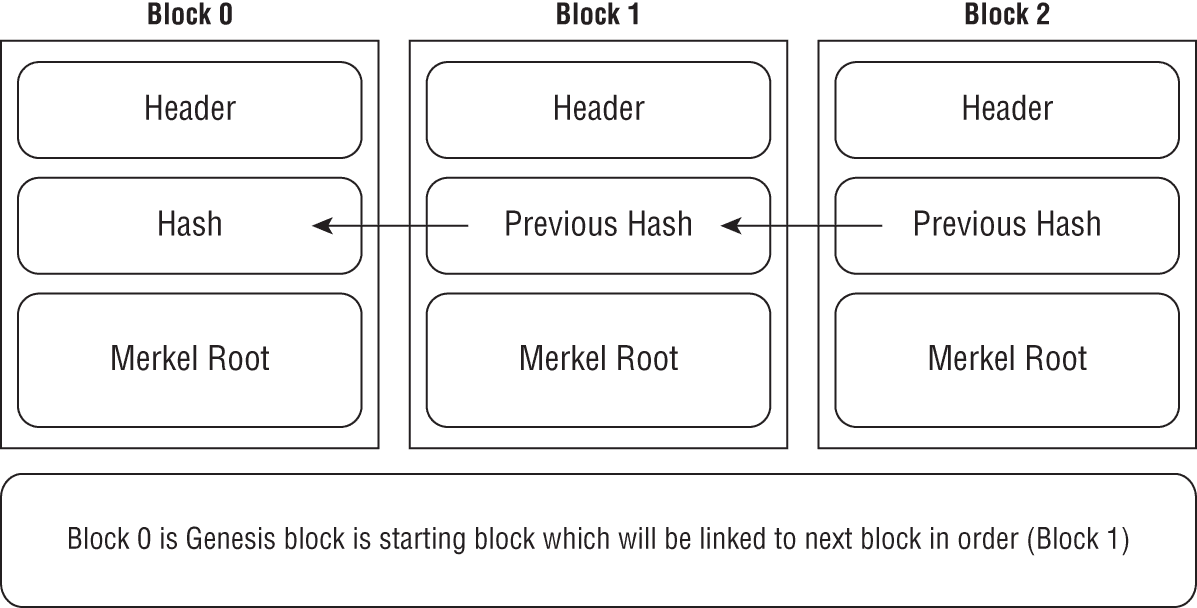 Block 0
Block 1
Block 2
Header
Header
Header
Hash
Previous Hash
Previous Hash
Merkel Root
Merkel Root
Merkel Root
Block 0 is Genesis block is starting block which will be linked to next block in order (Block 1)